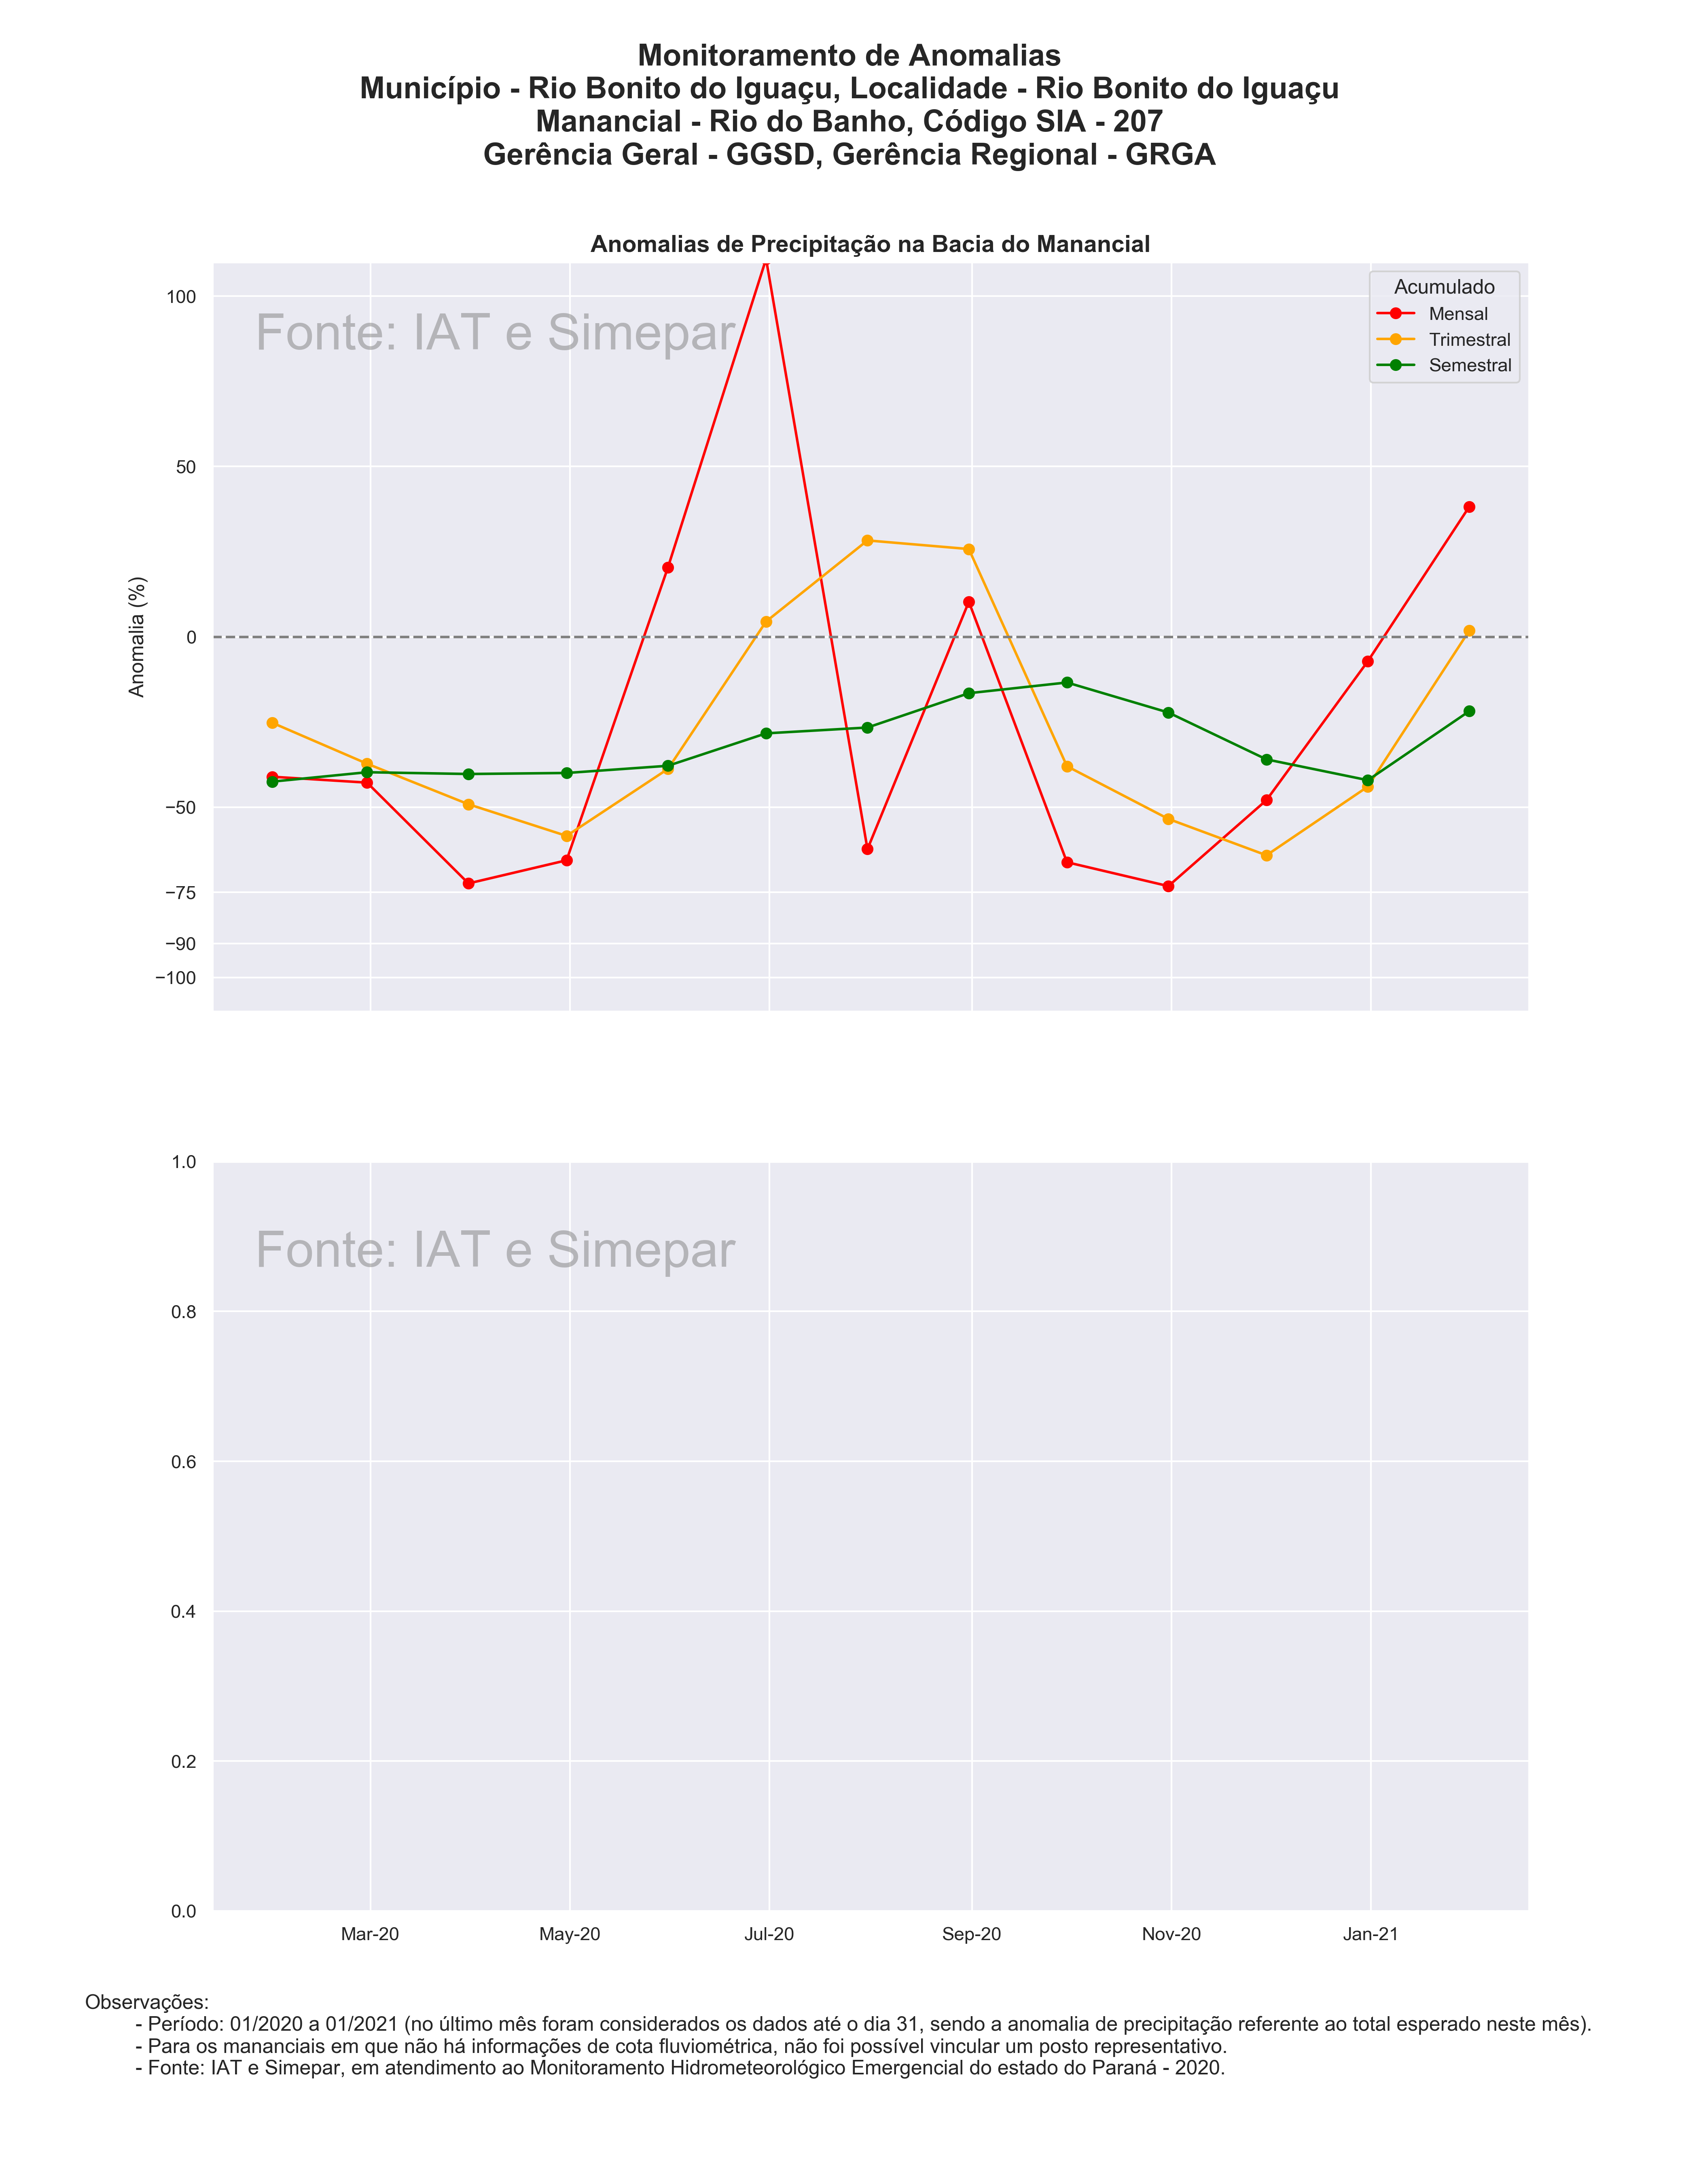 Monitoramento de Anomalias
Município - Rio Bonito do Iguaçu, Localidade - Rio Bonito do Iguaçu
Manancial - Rio do Banho, Código SIA - 207
Gerência Geral - GGSD, Gerência Regional - GRGA
Anomalias de Precipitação na Bacia do Manancial
Fonte: IAT e Simepar
Acumulado
Mensal
Trimestral
Semestral
Anomalia (%)
100
50
0
−50
−75
−90
−100
Fonte: IAT e Simepar
1.0
0.8
0.6
0.4
0.2
0.0
Mar-20 May-20 Jul-20 Sep-20 Nov-20 Jan-21
Observações:
- Período: 01/2020 a 01/2021 (no último mês foram considerados os dados até o dia 31, sendo a anomalia de precipitação referente ao total esperado neste mês).
- Para os mananciais em que não há informações de cota fluviométrica, não foi possível vincular um posto representativo.
- Fonte: IAT e Simepar, em atendimento ao Monitoramento Hidrometeorológico Emergencial do estado do Paraná - 2020.